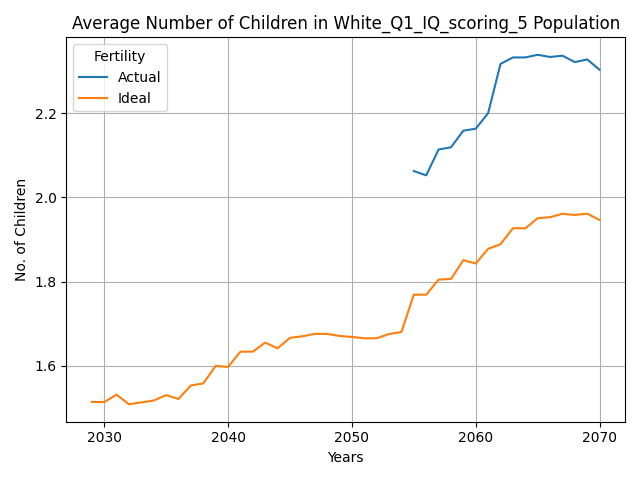 Average Number of Children in White_Q1_IQ_scoring_5 Population
Fertility
Actual
Ideal
No. of Children
2.2
2.0
1.8
1.6
2030 2040 2050 2060 2070
Years